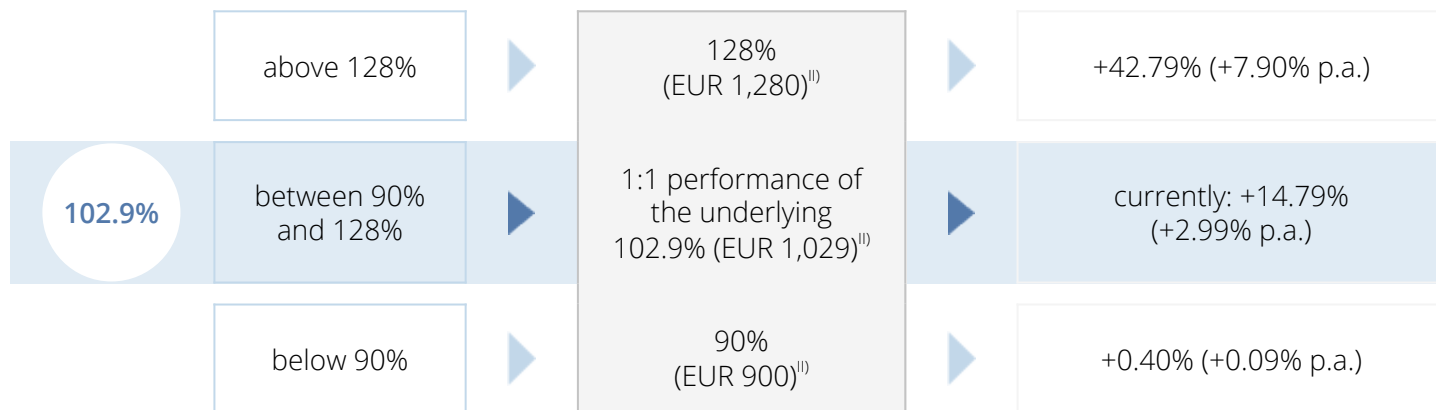 above 128%
128%
(EUR 1,280)II)
+42.79% (+7.90% p.a.)
102.9%
between 90%
and 128%
1:1 performance of
the underlying
102.9% (EUR 1,029)II)
currently: +14.79%
(+2.99% p.a.)
below 90%
90%
(EUR 900)II)
+0.40% (+0.09% p.a.)